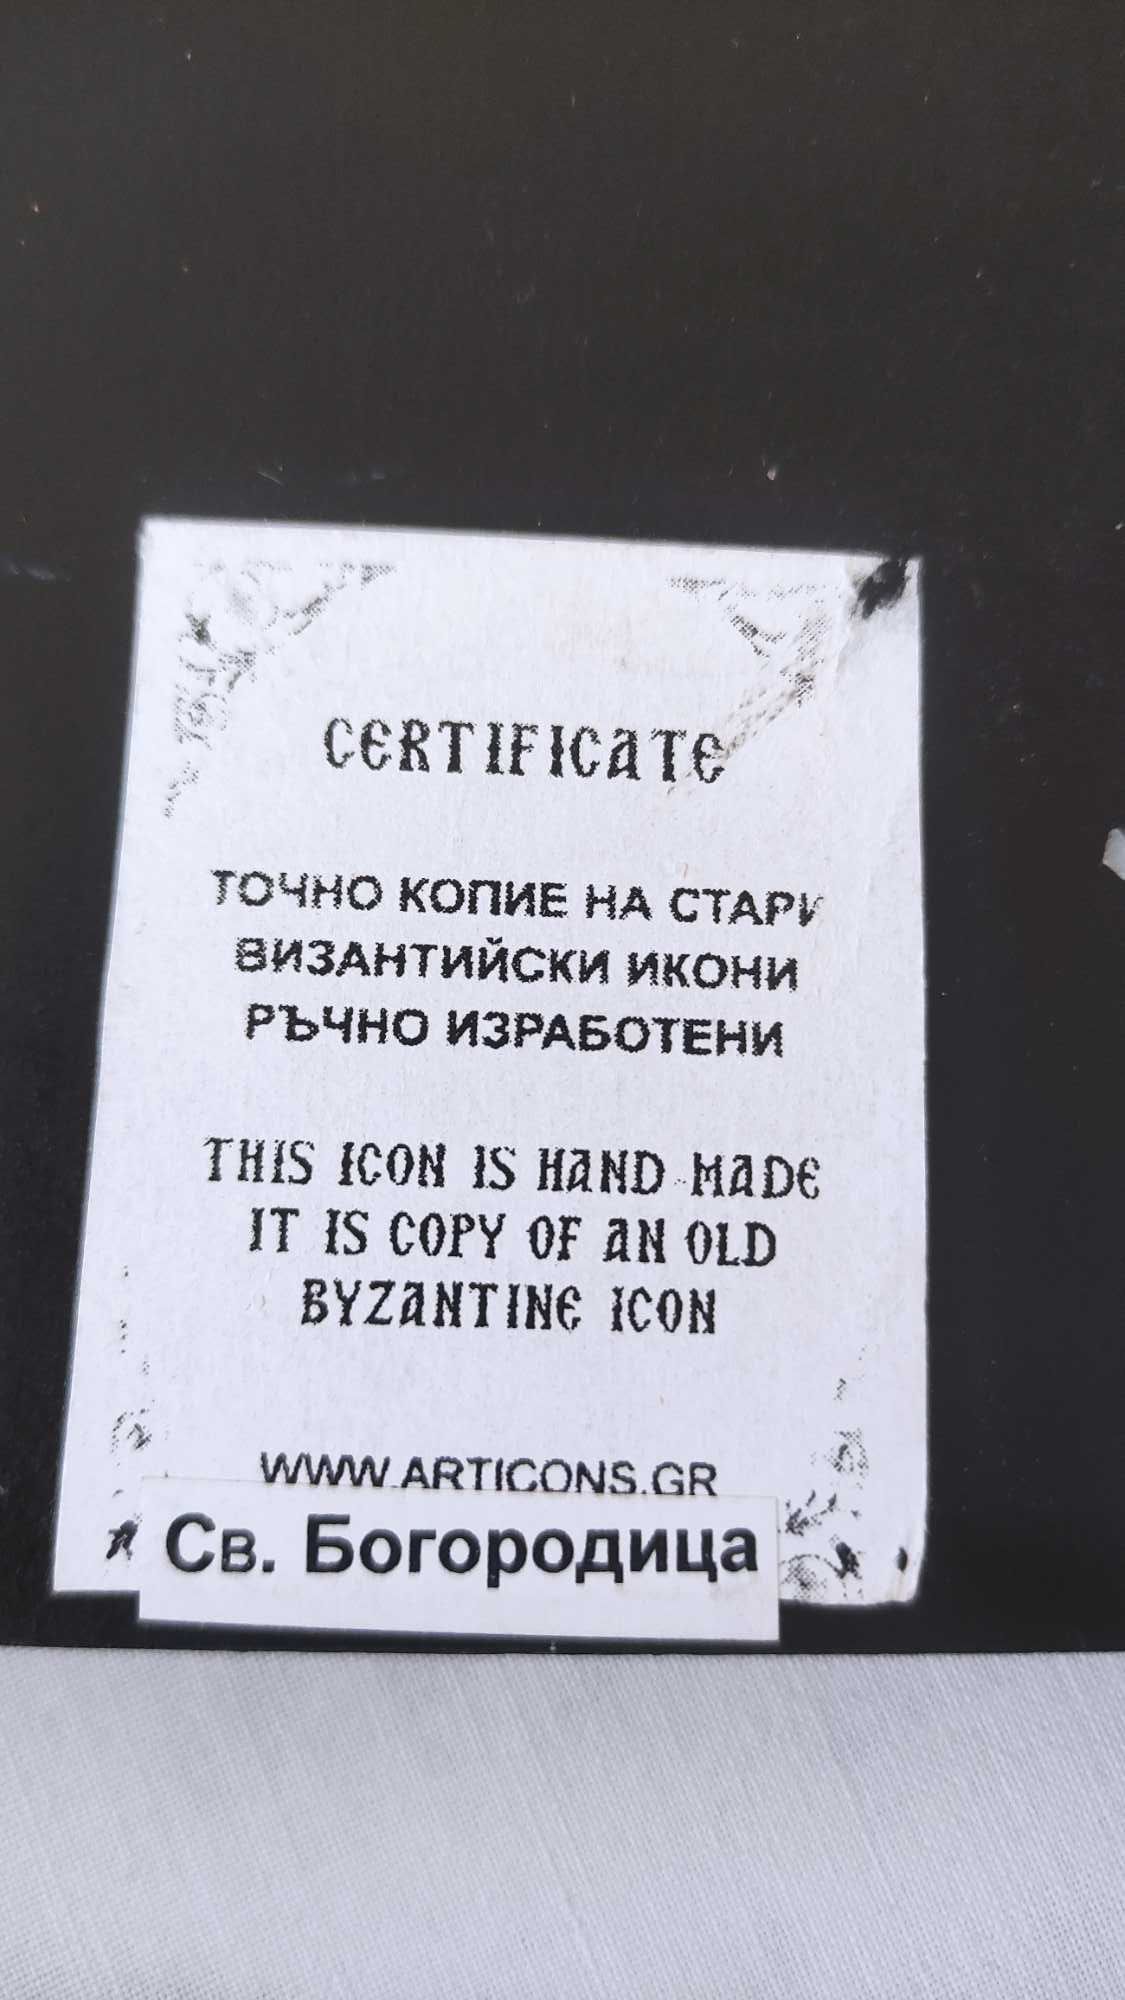 CERTIFICATE
ТОЧНО КОПИЕ НА СТАРИ
ВИЗАНТИЙСКИ ИКОНИ
РЪЧНО ИЗРАБОТЕНИ
THIS ICON IS HAND MADE
IT IS COPY OF AN OLD
BYZANTINE ICON
WWW.ARTICONS.GR
Св. Богородица